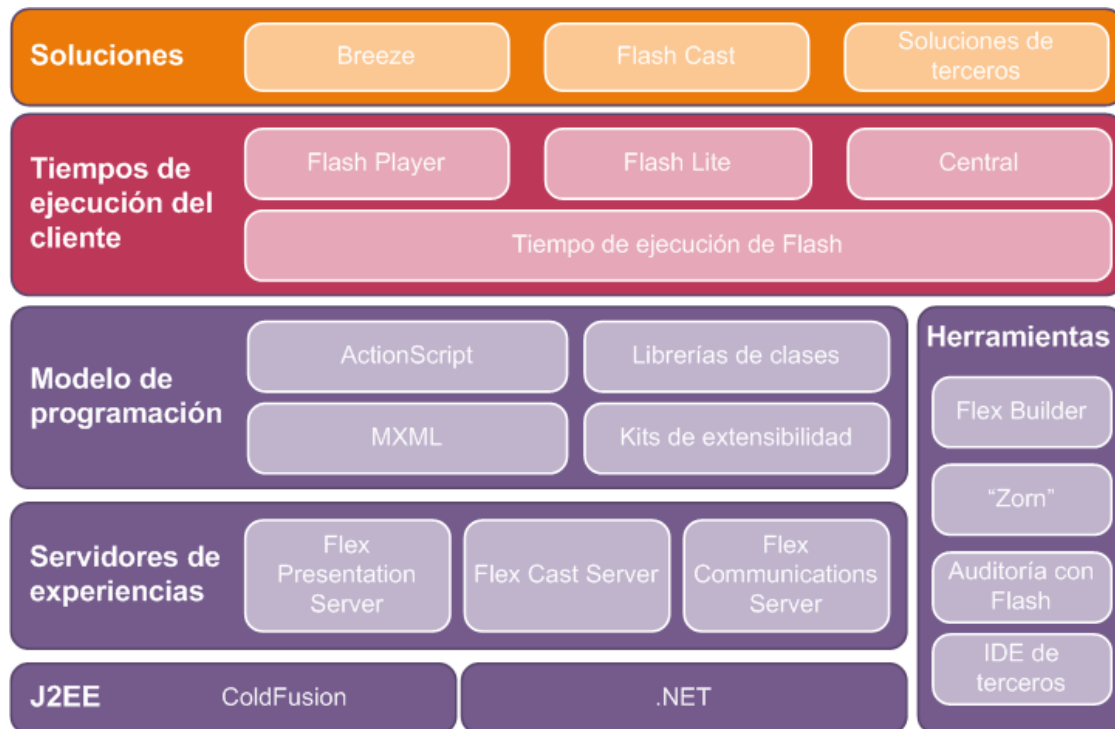 Soluciones
Breeze
Flash Cast
Soluciones de
terceros
Tiempos de
ejecución del
cliente
Flash Player
Flash Lite
Central
Tiempo de ejecución de Flash
Modelo de
programación
ActionScript
Librerías de clases
MXML
Kits de extensibilidad
Herramientas
Flex Builder
“Zorn”
Auditoría con
Flash
IDE de
terceros
Servidores de
experiencias
Flex
Presentation
Server
Flex Cast Server
Flex
Communications
Server
J2EE
ColdFusion
.NET